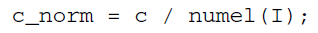 c_norm = c / numel(I);